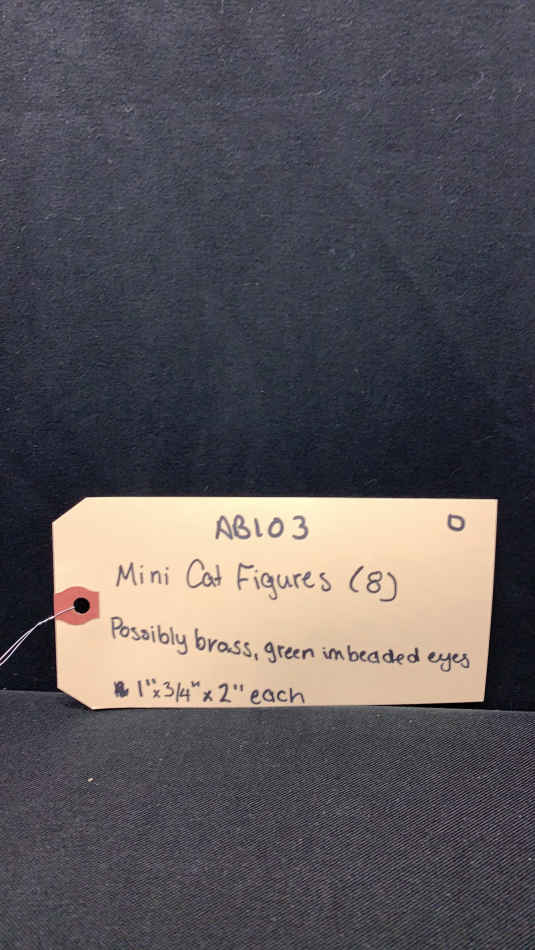 AB103 O
Mini Cat Figures (8)
Possibly brass, green imbeaded eyes
1"x3/4"x2" each